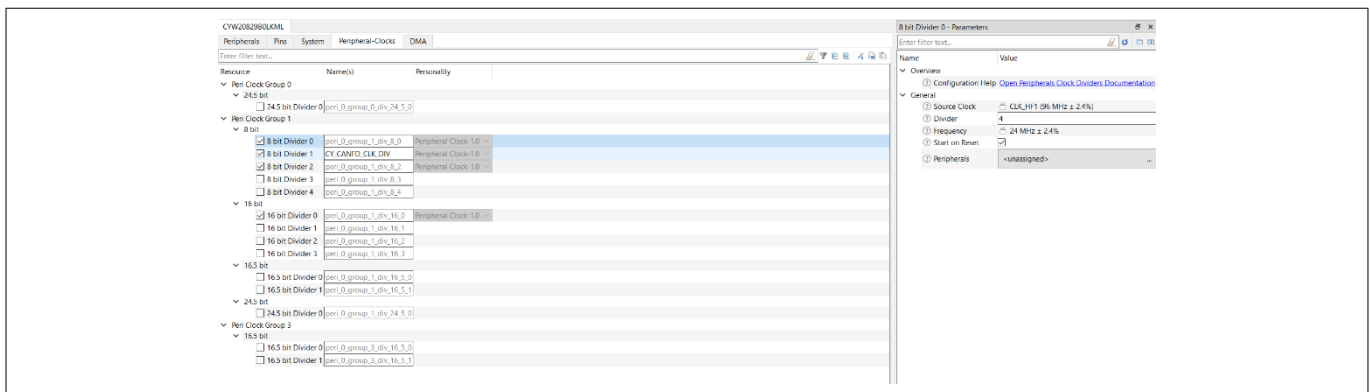 CYW20829B0LKML
Peripherals Pins System Peripheral-Clocks DMA
Enter filter text...
Resource Name(s) Personality
Peri Clock Group 0
24.5 bit
24.5 bit Divider 0 peri_0_group_0_div_24_5_0
Peri Clock Group 1
8 bit
8 bit Divider 0 peri_0_group_1_div_8_0 Peripheral Clock-1.0
8 bit Divider 1 CY_CANFD_CLK_DIV Peripheral Clock-1.0
8 bit Divider 2 peri_0_group_1_div_8_2 Peripheral Clock-1.0
8 bit Divider 3 peri_0_group_1_div_8_3
8 bit Divider 4 peri_0_group_1_div_8_4
16 bit
16 bit Divider 0 peri_0_group_1_div_16_0 Peripheral Clock-1.0
16 bit Divider 1 peri_0_group_1_div_16_1
16 bit Divider 2 peri_0_group_1_div_16_2
16 bit Divider 3 peri_0_group_1_div_16_3
16.5 bit
16.5 bit Divider 0 peri_0_group_1_div_16_5_0
16.5 bit Divider 1 peri_0_group_1_div_16_5_1
24.5 bit
24.5 bit Divider 0 peri_0_group_1_div_24_5_0
Peri Clock Group 3
16.5 bit
16.5 bit Divider 0 peri_0_group_3_div_16_5_0
16.5 bit Divider 1 peri_0_group_3_div_16_5_1
8 bit Divider 0 - Parameters
Enter filter text...
Name Value
Overview
Configuration Help Open Peripherals Clock Dividers Documentation
General
Source Clock CLK_HF1 (96 MHz ± 2.4%)
Divider 4
Frequency 24 MHz ± 2.4%
Start on Reset
Peripherals <unassigned> ...